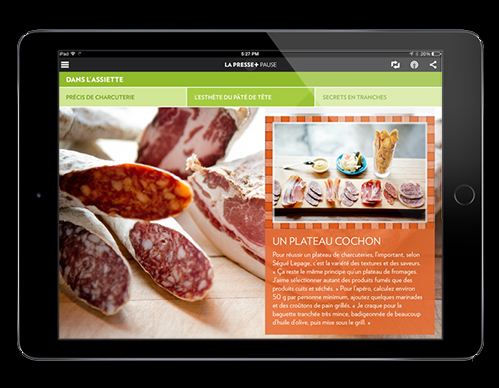 iPad
5:27 PM
20%
LA PRESSE+ PAUSE
DANS L'ASSIETTE
PRÉCIS DE CHARCUTERIE
L'ESTHÈTE DU PÂTÉ DE TÊTE
SECRETS EN TRANCHES
UN PLATEAU COCHON
Pour réussir un plateau de charcuterie, l'important, selon
Ségué Lepage, c'est la variété des textures et des saveurs.
« Ça reste le même principe qu'un plateau de fromages.
J'aime sélectionner autant des produits fumés que des
produits cuits et séchés. » Pour l'apéro, calculez environ
50 g par personne minimum, ajoutez quelques marinades
et des croûtons de pain grillés. « Je craque pour la
baguette tranchée très mince, badigeonnée de beaucoup
d'huile d'olive, puis mise sous le grill. »